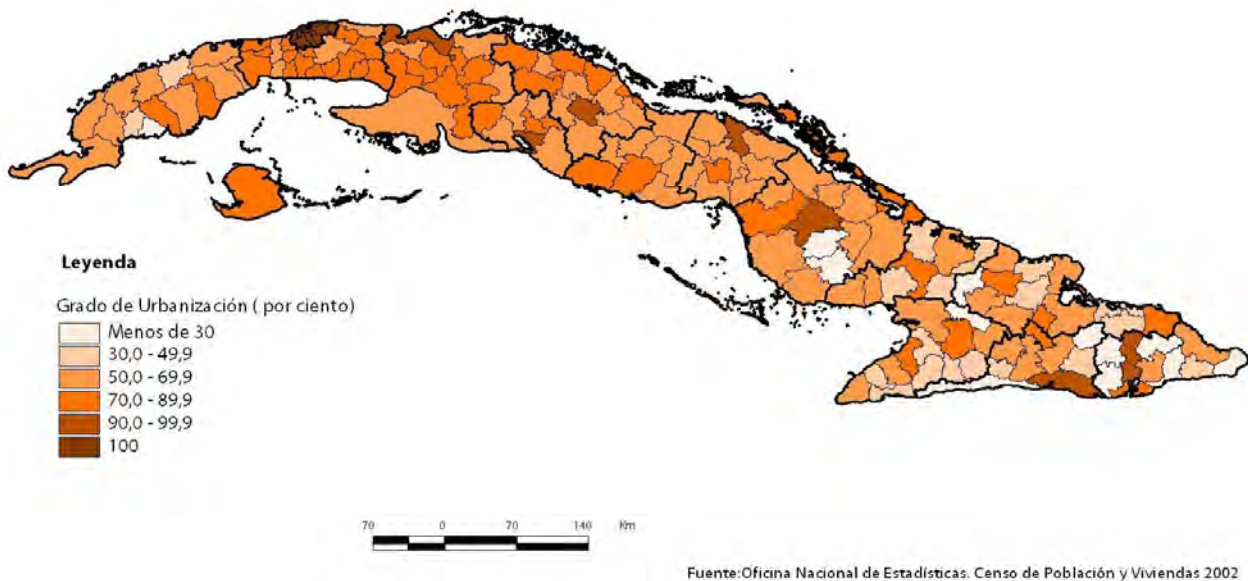 Leyenda
Grado de Urbanización ( por ciento)
Menos de 30
30,0 - 49,9
50,0 - 69,9
70,0 - 89,9
90,0 - 99,9
100
70 0 70 140 Km
Fuente:Oficina Nacional de Estadísticas. Censo de Población y Viviendas 2002